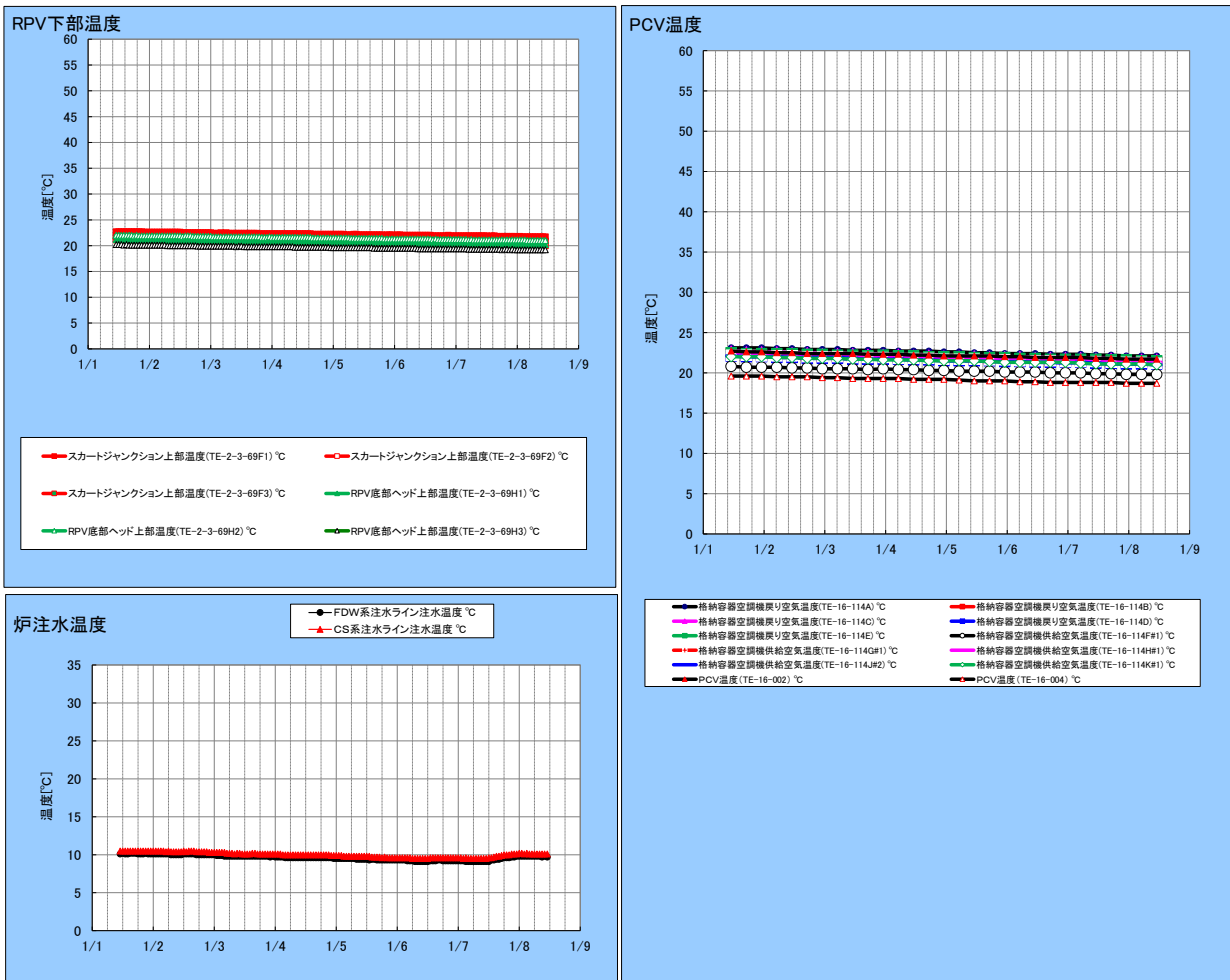 RPV下部温度
60
55
50
45
40
35
30
25
20
15
10
5
0
温度[℃]
1/1 1/2 1/3 1/4 1/5 1/6 1/7 1/8 1/9
スカートジャンクション上部温度(TE-2-3-69F1) ℃ スカートジャンクション上部温度(TE-2-3-69F2) ℃
スカートジャンクション上部温度(TE-2-3-69F3) ℃ RPV底部ヘッド上部温度(TE-2-3-69H1) ℃
RPV底部ヘッド上部温度(TE-2-3-69H2) ℃ RPV底部ヘッド上部温度(TE-2-3-69H3) ℃
炉注水温度
FDW系注水ライン注水温度 ℃
CS系注水ライン注水温度 ℃
35
30
25
20
15
10
5
0
温度[℃]
1/1 1/2 1/3 1/4 1/5 1/6 1/7 1/8 1/9
PCV温度
60
55
50
45
40
35
30
25
20
15
10
5
0
温度[℃]
1/1 1/2 1/3 1/4 1/5 1/6 1/7 1/8 1/9
格納容器空調機戻り空気温度(TE-16-114A) ℃ 格納容器空調機戻り空気温度(TE-16-114B) ℃
格納容器空調機戻り空気温度(TE-16-114C) ℃ 格納容器空調機戻り空気温度(TE-16-114D) ℃
格納容器空調機戻り空気温度(TE-16-114E) ℃ 格納容器空調機供給空気温度(TE-16-114F#1) ℃
格納容器空調機供給空気温度(TE-16-114G#1) ℃ 格納容器空調機供給空気温度(TE-16-114H#1) ℃
格納容器空調機供給空気温度(TE-16-114J#2) ℃ 格納容器空調機供給空気温度(TE-16-114K#1) ℃
PCV温度(TE-16-002) ℃ PCV温度(TE-16-004) ℃